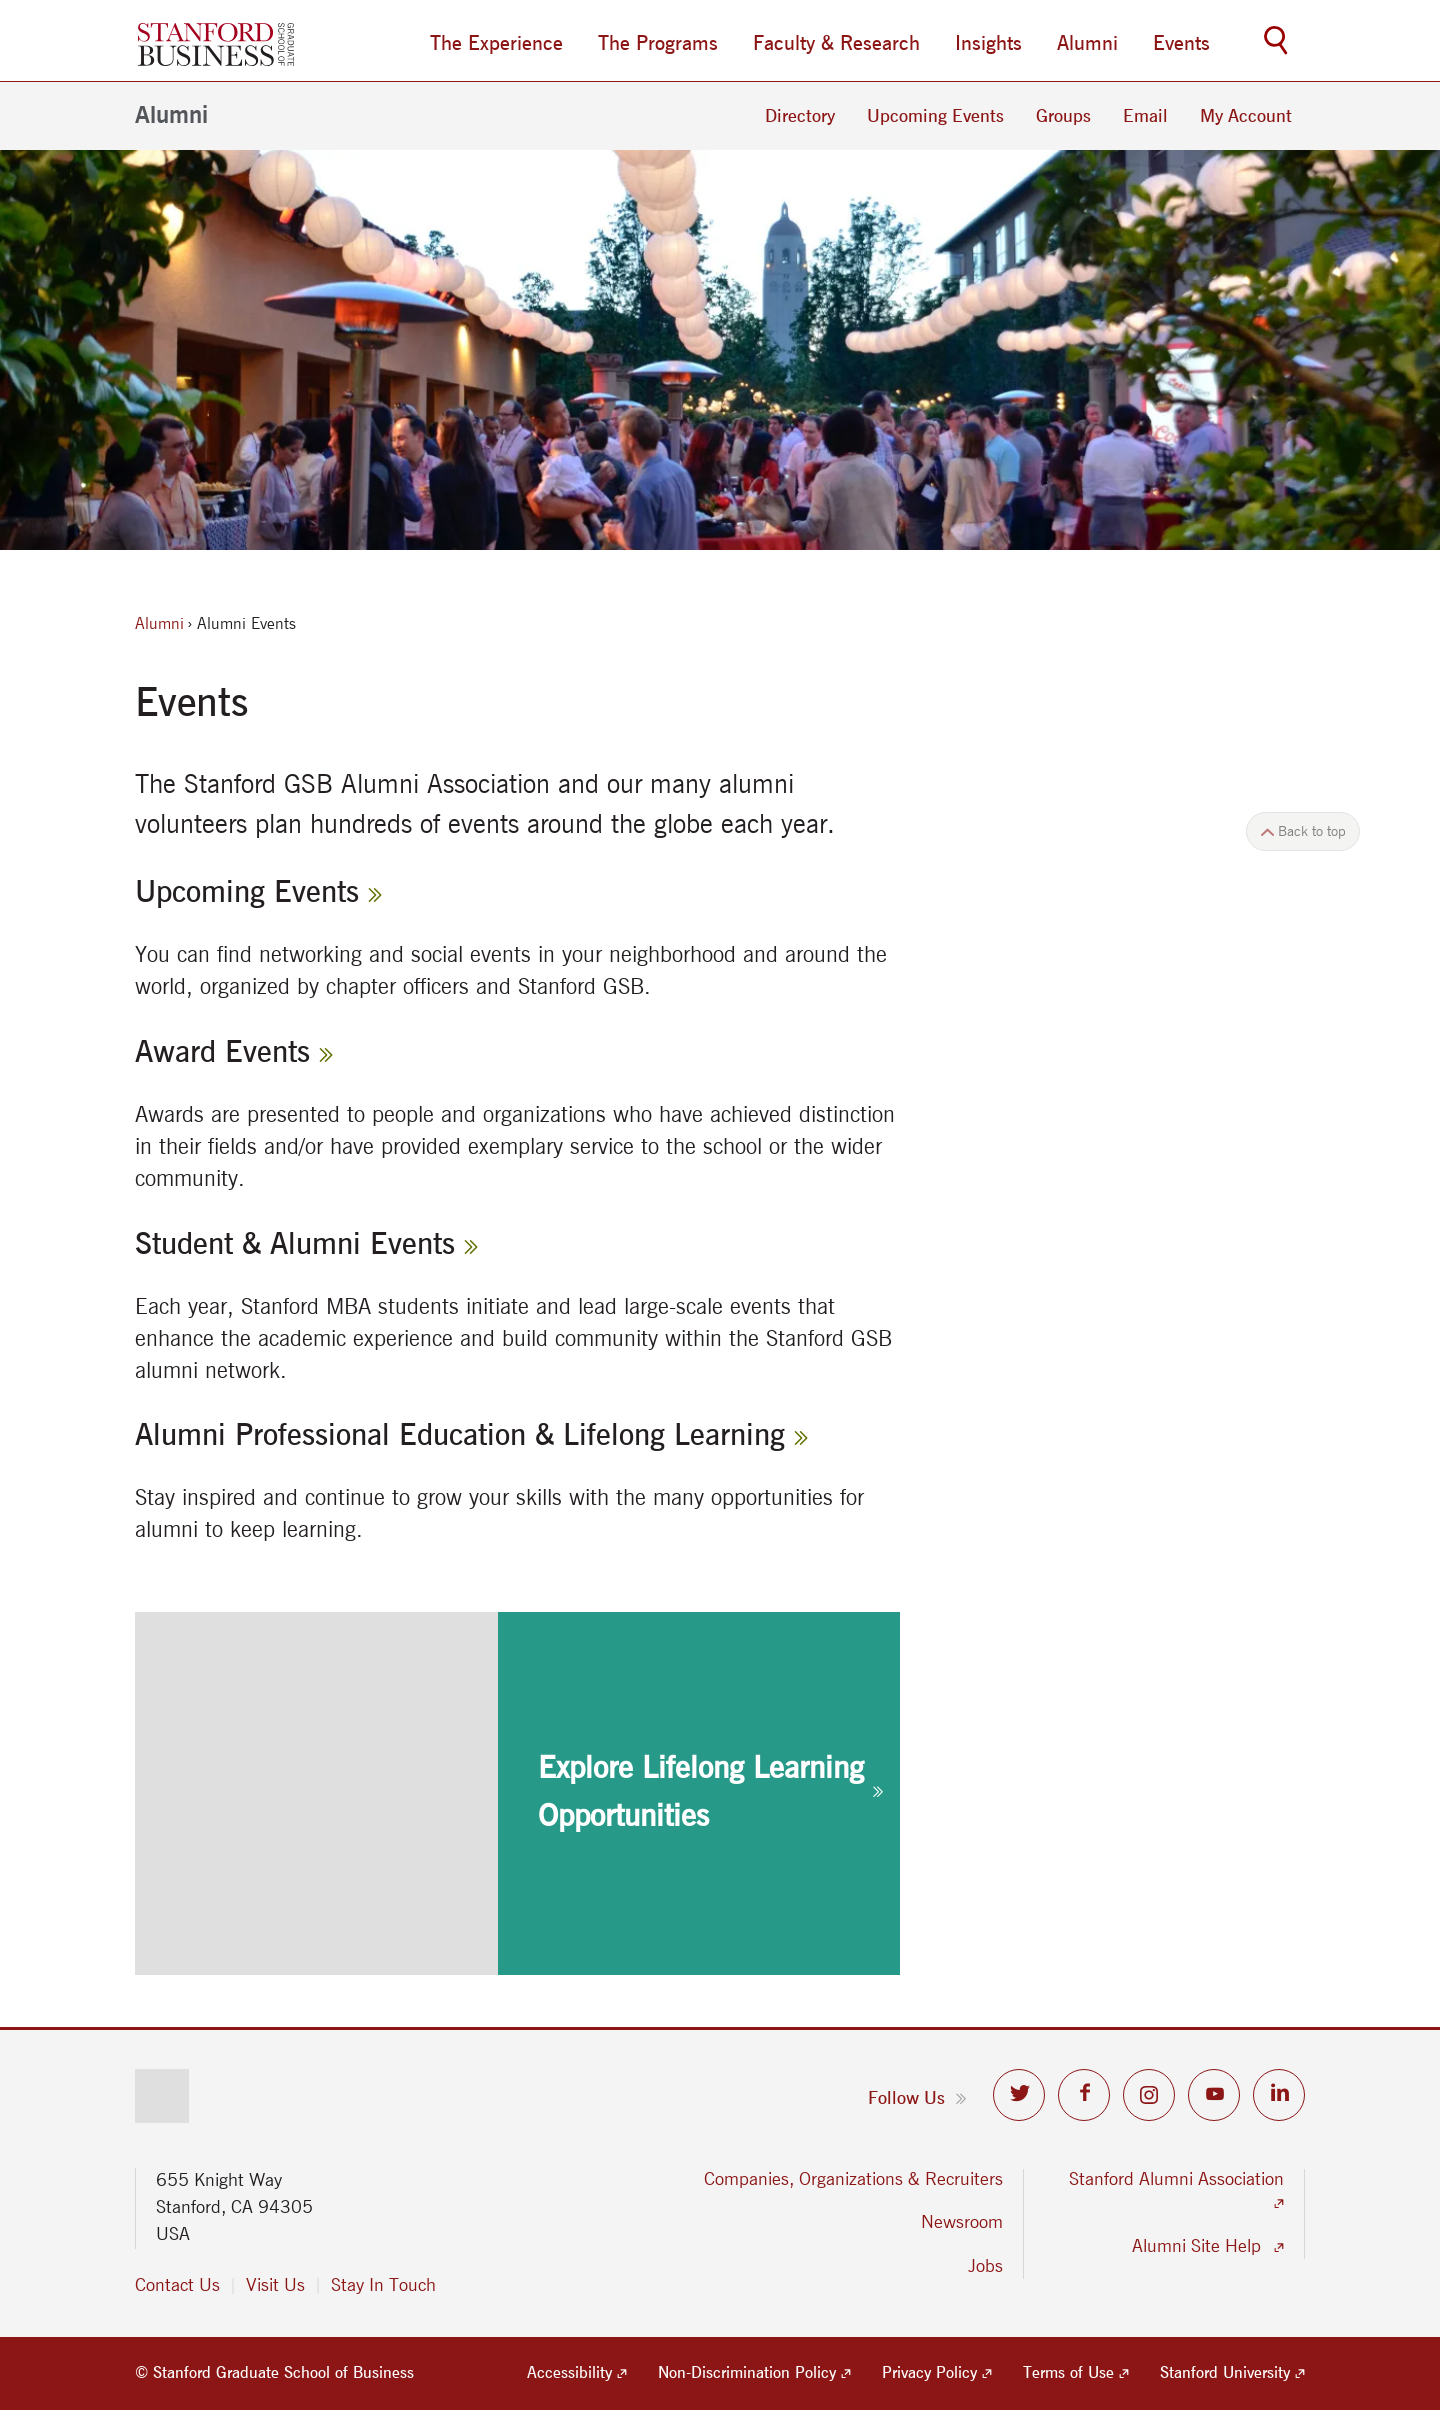 STANFORD
BUSINESS
GRADUATE
SCHOOL OF
The Experience
The Programs
Faculty & Research
Insights
Alumni
Events
Alumni
Directory
Upcoming Events
Groups
Email
My Account
Alumni › Alumni Events
Events
The Stanford GSB Alumni Association and our many alumni
volunteers plan hundreds of events around the globe each year.
Back to top
Upcoming Events »
You can find networking and social events in your neighborhood and around the
world, organized by chapter officers and Stanford GSB.
Award Events »
Awards are presented to people and organizations who have achieved distinction
in their fields and/or have provided exemplary service to the school or the wider
community.
Student & Alumni Events »
Each year, Stanford MBA students initiate and lead large-scale events that
enhance the academic experience and build community within the Stanford GSB
alumni network.
Alumni Professional Education & Lifelong Learning »
Stay inspired and continue to grow your skills with the many opportunities for
alumni to keep learning.
Explore Lifelong Learning
Opportunities »
Follow Us »
655 Knight Way
Stanford, CA 94305
USA
Contact Us | Visit Us | Stay In Touch
Companies, Organizations & Recruiters
Newsroom
Jobs
Stanford Alumni Association
Alumni Site Help
© Stanford Graduate School of Business
Accessibility
Non-Discrimination Policy
Privacy Policy
Terms of Use
Stanford University